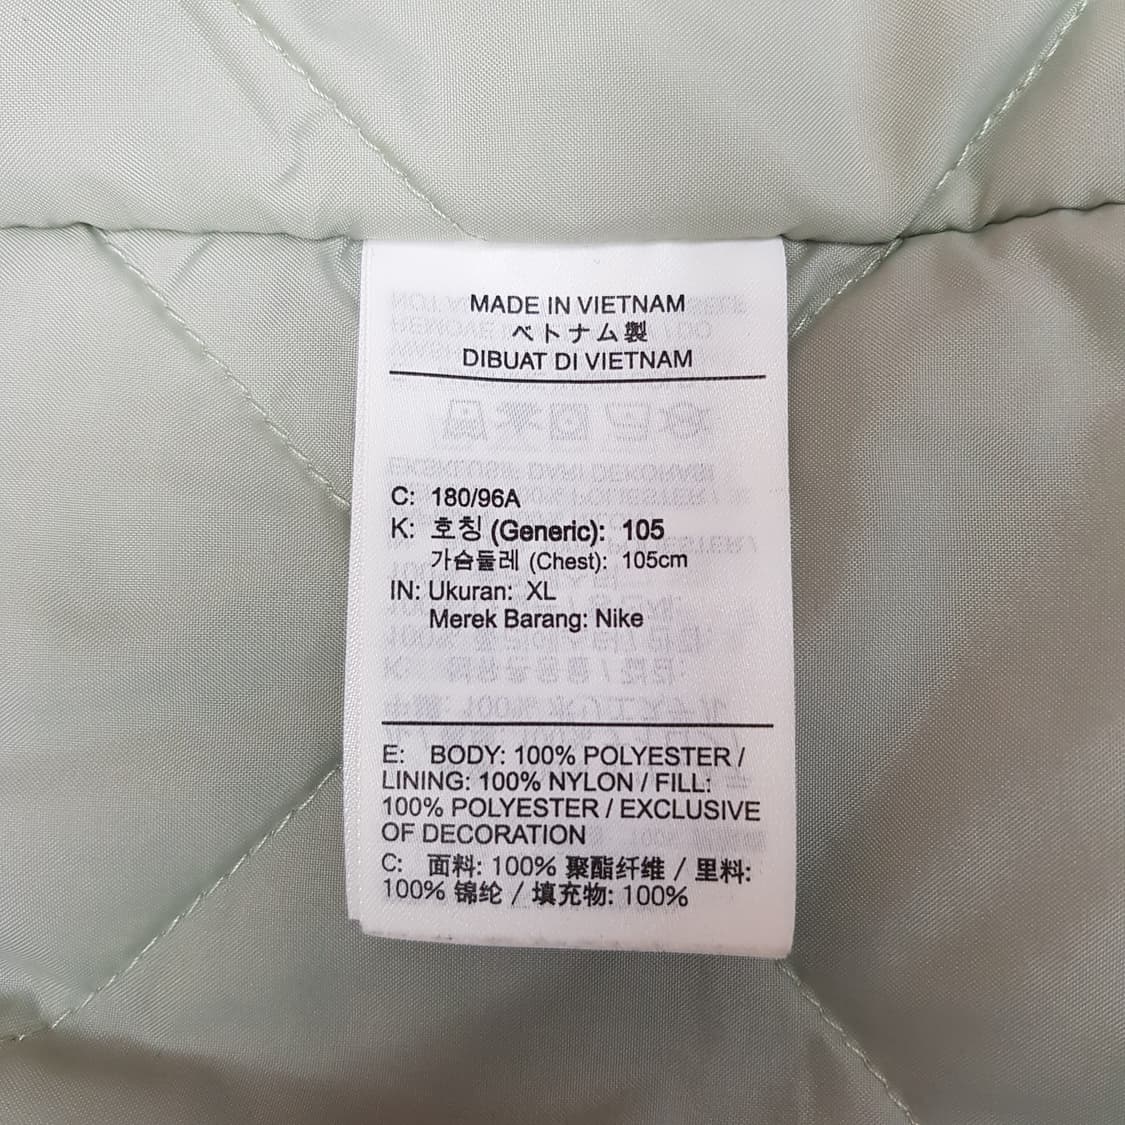 MADE IN VIETNAM
ベトナム製
DIBUAT DI VIETNAM
C: 180/96A
K: 호칭 (Generic): 105
가슴둘레 (Chest): 105cm
IN: Ukuran: XL
Merek Barang: Nike
E: BODY: 100% POLYESTER /
LINING: 100% NYLON / FILL:
100% POLYESTER / EXCLUSIVE
OF DECORATION
C: 面料: 100% 聚酯纤维 / 里料:
100% 锦纶 / 填充物: 100%